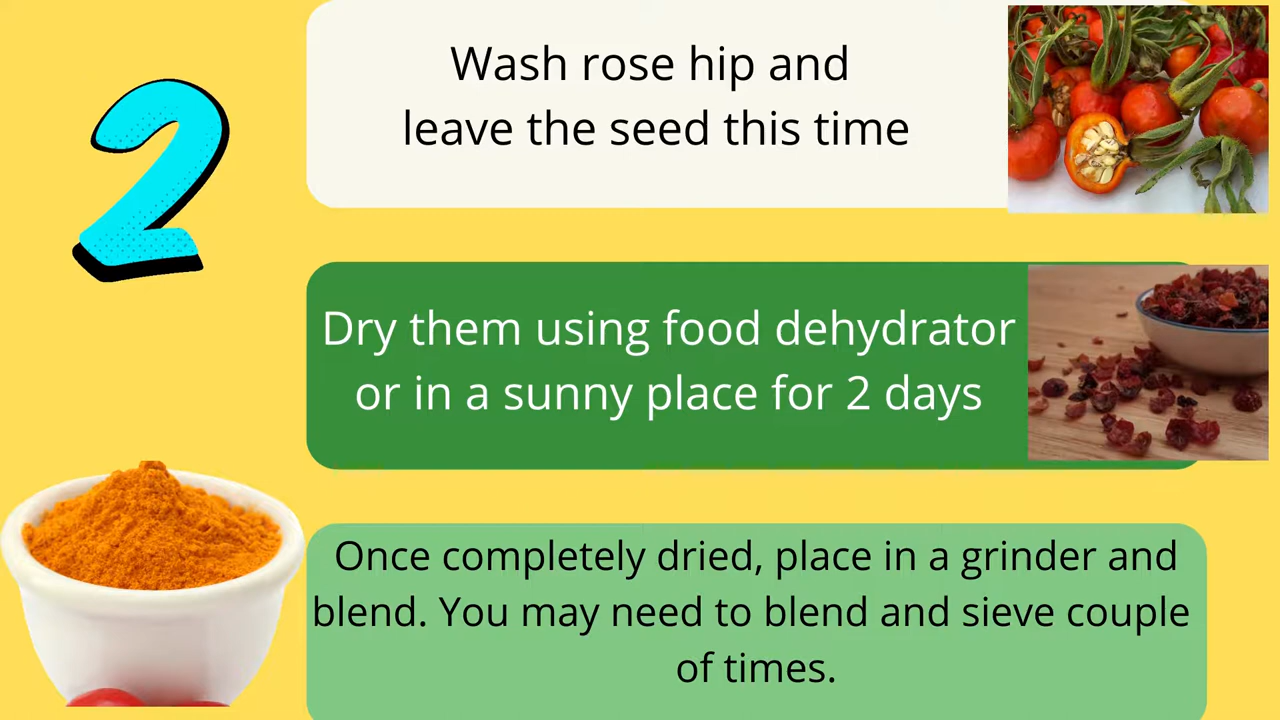 2
Wash rose hip and
leave the seed this time
Dry them using food dehydrator
or in a sunny place for 2 days
Once completely dried, place in a grinder and
blend. You may need to blend and sieve couple
of times.